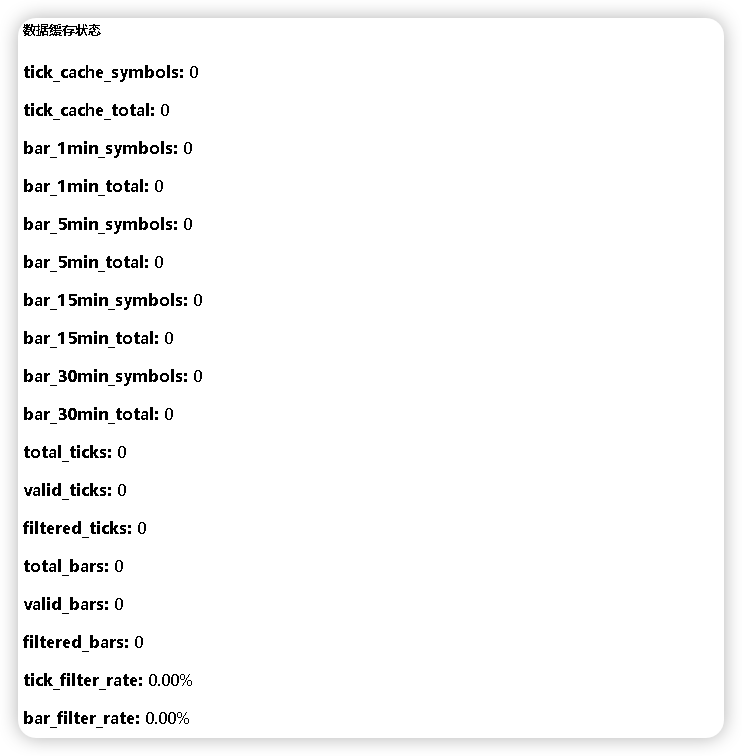 数据缓存状态
tick_cache_symbols: 0
tick_cache_total: 0
bar_1min_symbols: 0
bar_1min_total: 0
bar_5min_symbols: 0
bar_5min_total: 0
bar_15min_symbols: 0
bar_15min_total: 0
bar_30min_symbols: 0
bar_30min_total: 0
total_ticks: 0
valid_ticks: 0
filtered_ticks: 0
total_bars: 0
valid_bars: 0
filtered_bars: 0
tick_filter_rate: 0.00%
bar_filter_rate: 0.00%